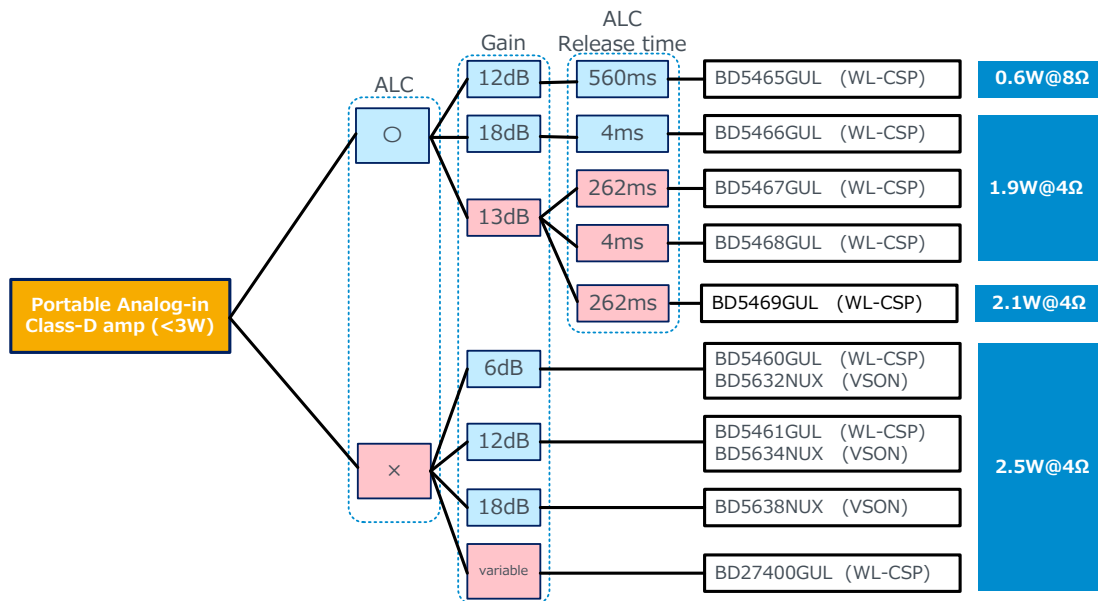 ALC
Release time
Gain
ALC
12dB
560ms
BD5465GUL (WL-CSP)
0.6W@8Ω
○
18dB
4ms
BD5466GUL (WL-CSP)
1.9W@4Ω
13dB
262ms
BD5467GUL (WL-CSP)
4ms
BD5468GUL (WL-CSP)
262ms
BD5469GUL (WL-CSP)
2.1W@4Ω
Portable Analog-in
Class-D amp (<3W)
6dB
BD5460GUL (WL-CSP)
BD5632NUX (VSON)
2.5W@4Ω
×
12dB
BD5461GUL (WL-CSP)
BD5634NUX (VSON)
18dB
BD5638NUX (VSON)
variable
BD27400GUL (WL-CSP)